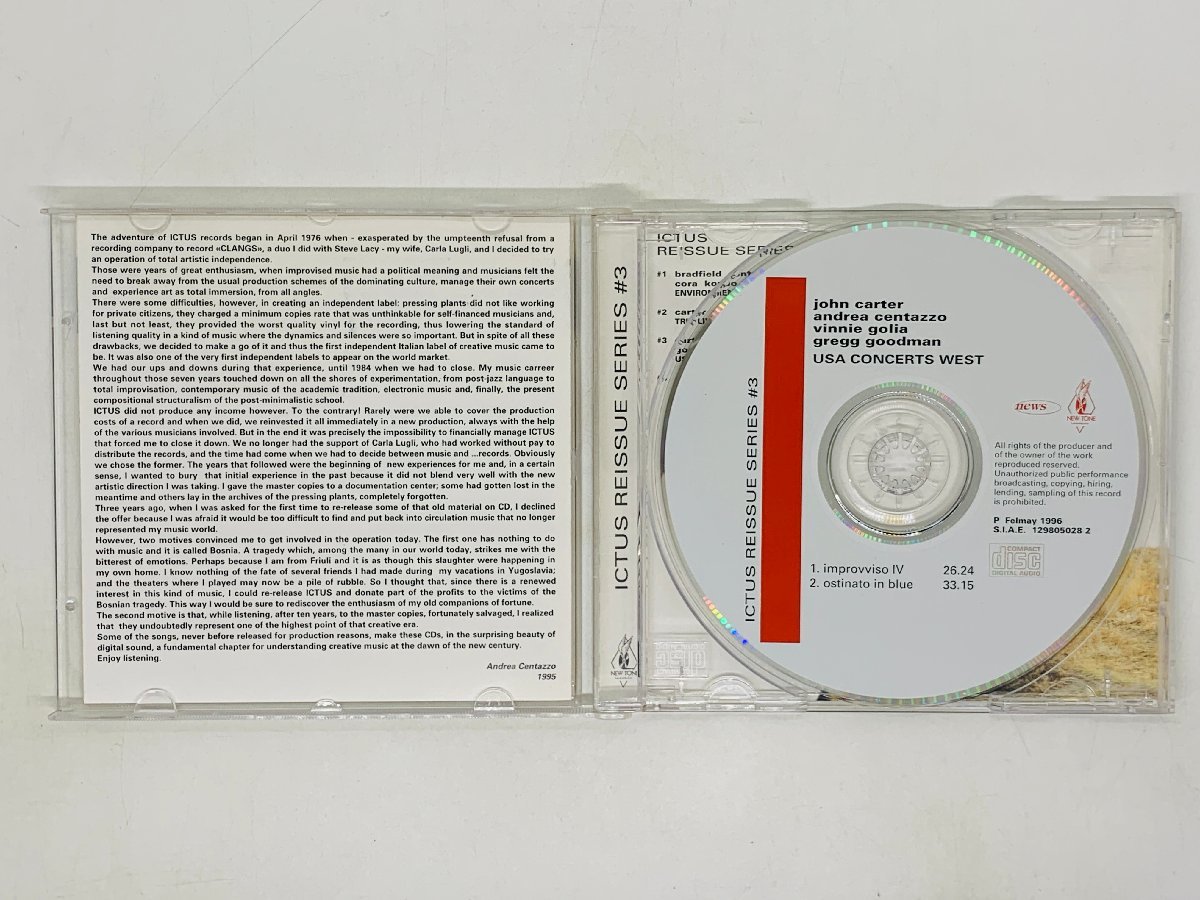 The adventure of ICTUS records began in April 1976 when - exasperated by the umpteenth refusal from a
recording company to record «CLANGS», a duo I did with Steve Lacy - my wife, Carla Lugli, and I decided to try
an operation of total artistic independence.
Those were years of great enthusiasm, when improvised music had a political meaning and musicians felt the
need to break away from the usual production schemes of the dominating culture, manage their own concerts
and experience art as total immersion, from all angles.
There were some difficulties, however, in creating an independent label: pressing plants did not like working
for private citizens, they charged a minimum copies rate that was unthinkable for self-financed musicians and,
last but not least, they provided the worst quality vinyl for the recording, thus lowering the standard of
listening quality in a kind of music where the dynamics and silences were so important. But in spite of all these
drawbacks, we decided to make a go of it and thus the first independent Italian label of creative music came to
be. It was also one of the very first independent labels to appear on the world market.
We had our ups and downs during that experience, until 1984 when we had to close. My music carreer
throughout those seven years touched down on all the shores of experimentation, from post-jazz language to
total improvisation, contemporary music of the academic tradition, electronic music and, finally, the present
compositional structuralism of the post-minimalistic school.
ICTUS did not produce any income however. To the contrary! Rarely were we able to cover the production
costs of a record and when we did, we reinvested it all immediately in a new production, always with the help
of the various musicians involved. But in the end it was precisely the impossibility to financially manage ICTUS
that forced me to close it down. We no longer had the support of Carla Lugli, who had worked without pay to
distribute the records, and the time had come when we had to decide between music and ...records. Obviously
we chose the former. The years that followed were the beginning of new experiences for me and, in a certain
sense, I wanted to bury that initial experience in the past because it did not blend very well with the new
artistic direction I was taking. I gave the master copies to a documentation center; some had gotten lost in the
meantime and others lay in the archives of the pressing plants, completely forgotten.
Three years ago, when I was asked for the first time to re-release some of that old material on CD, I declined
the offer because I was afraid it would be too difficult to find and put back into circulation music that no longer
represented my music world.
However, two motives convinced me to get involved in the operation today. The first one has nothing to do
with music and it is called Bosnia. A tragedy which, among the many in our world today, strikes me with the
bitterest of emotions. Perhaps because I am from Friuli and it is as though this slaughter were happening in
my own home. I know nothing of the fate of several friends I had made during my vacations in Yugoslavia;
and the theaters where I played may now be a pile of rubble. So I thought that, since there is a renewed
interest in this kind of music, I could re-release ICTUS and donate part of the profits to the victims of the
Bosnian tragedy. This way I would be sure to rediscover the enthusiasm of my old companions of fortune.
The second motive is that, while listening, after ten years, to the master copies, fortunately salvaged, I realized
that they undoubtedly represent one of the highest point of that creative era.
Some of the songs, never before released for production reasons, make these CDs, in the surprising beauty of
digital sound, a fundamental chapter for understanding creative music at the dawn of the new century.
Enjoy listening.
Andrea Centazzo
1995
ICTUS REISSUE SERIES #3
NEW TONE
ICTUS
REISSUE SERIES
#1 bradfield
cora
#2
#3
ICTUS REISSUE SERIES #3
john carter
andrea centazzo
vinnie golia
gregg goodman
USA CONCERTS WEST
news
NEW TONE
All rights of the producer and
of the owner of the work
reproduced reserved.
Unauthorized public performance
broadcasting, copying, hiring,
lending, sampling of this record
is prohibited.
P Felmay 1996
S.I.A.E. 129805028 2
COMPACT
disc
DIGITAL AUDIO
1. improvviso IV 26.24
2. ostinato in blue 33.15